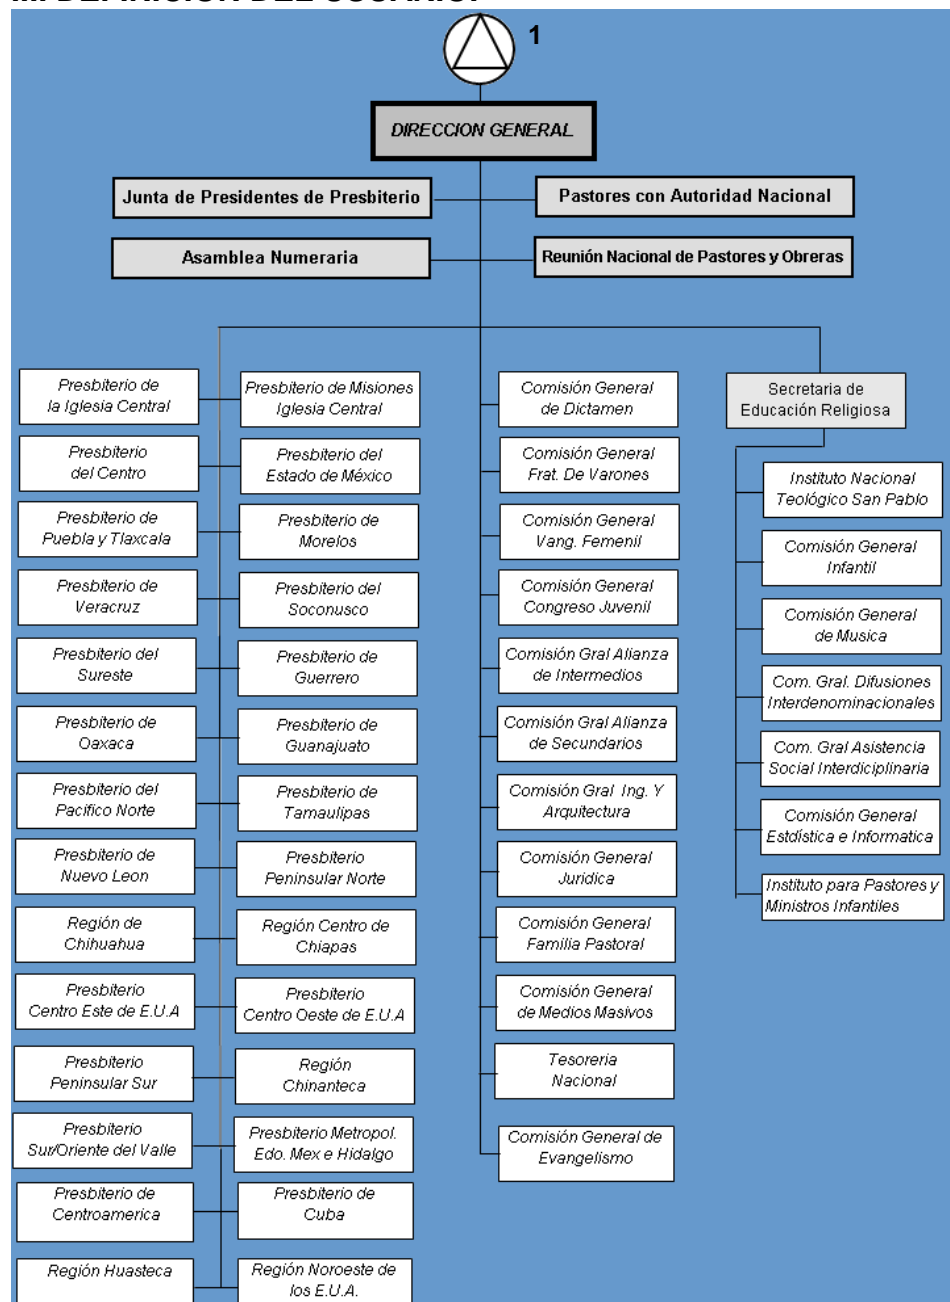 DEFINICION DEL USUARIO.
1
DIRECCION GENERAL
Junta de Presidentes de Presbiterio
Pastores con Autoridad Nacional
Asamblea Numeraria
Reunión Nacional de Pastores y Obreras
Presbiterio de
la Iglesia Central
Presbiterio
del Centro
Presbiterio de
Puebla y Tlaxcala
Presbiterio de
Veracruz
Presbiterio del
Sureste
Presbiterio de
Oaxaca
Presbiterio del
Pacifico Norte
Presbiterio de
Nuevo Leon
Región de
Chihuahua
Presbiterio
Centro Este de E.U.A
Presbiterio
Peninsular Sur
Presbiterio
Sur/Oriente del Valle
Presbiterio de
Centroamerica
Región Huasteca
Presbiterio de Misiones
Iglesia Central
Presbiterio del
Estado de México
Presbiterio de
Morelos
Presbiterio del
Soconusco
Presbiterio de
Guerrero
Presbiterio de
Guanajuato
Presbiterio de
Tamaulipas
Presbiterio
Peninsular Norte
Región Centro de
Chiapas
Presbiterio
Centro Oeste de E.U.A
Región
Chinanteca
Presbiterio Metropol.
Edo. Mex e Hidalgo
Presbiterio de
Cuba
Región Noroeste de
los E.U.A.
Comisión General
de Dictamen
Comisión General
Frat. De Varones
Comisión General
Vang. Femenil
Comisión General
Congreso Juvenil
Comisión Gral Alianza
de Intermedios
Comisión Gral Alianza
de Secundarios
Comisión Gral Ing. Y
Arquitectura
Comisión General
Juridica
Comisión General
Familia Pastoral
Comisión General
de Medios Masivos
Tesoreria
Nacional
Comisión General de
Evangelismo
Secretaria de
Educación Religiosa
Instituto Nacional
Teológico San Pablo
Comisión General
Infantil
Comisión General
de Musica
Com. Gral. Difusiones
Interdenominacionales
Com. Gral Asistencia
Social Interdiciplinaria
Comisión General
Estdística e Informatica
Instituto para Pastores y
Ministros Infantiles